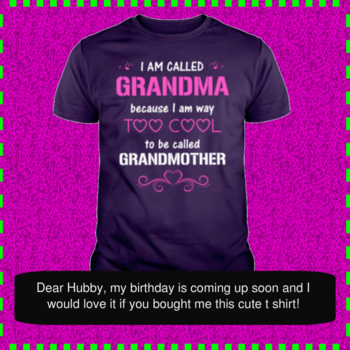 I AM CALLED
GRANDMA
because I am way
TOO COOL
to be called
GRANDMOTHER
Dear Hubby, my birthday is coming up soon and I
would love it if you bought me this cute t shirt!